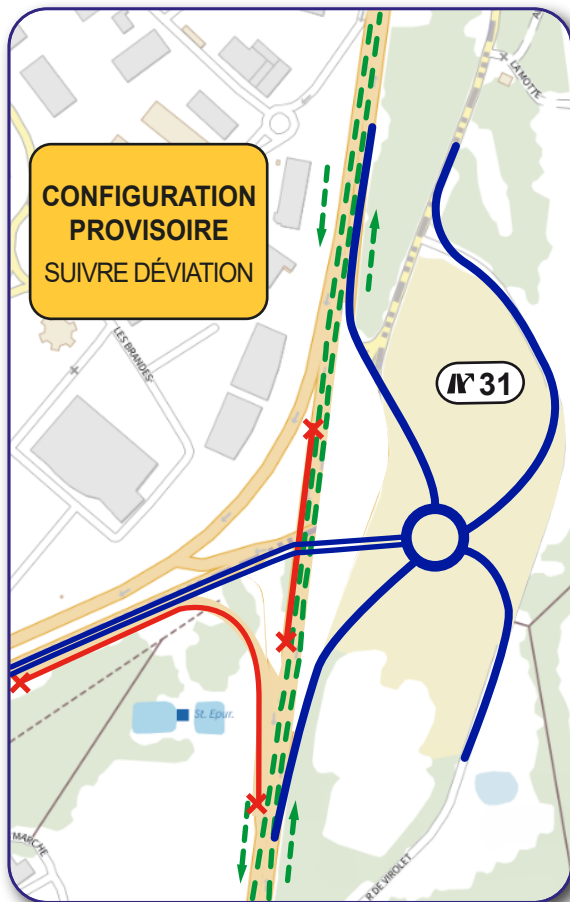 LA MOTTE
A
CONFIGURATION
PROVISOIRE
SUIVRE DÉVIATION
LES BRANDES
31
St. Epur.
MARCHE
R DE VIROLET